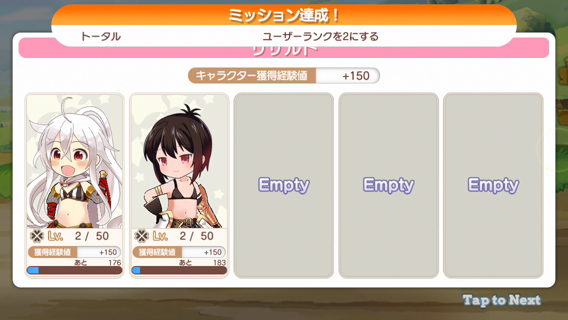 ミッション達成！
トータル ユーザーランクを2にする
リザルト
キャラクター獲得経験値 +150
Lv. 2 / 50
獲得経験値 +150
あと 176
Lv. 2 / 50
獲得経験値 +150
あと 183
Empty
Empty
Empty
Tap to Next